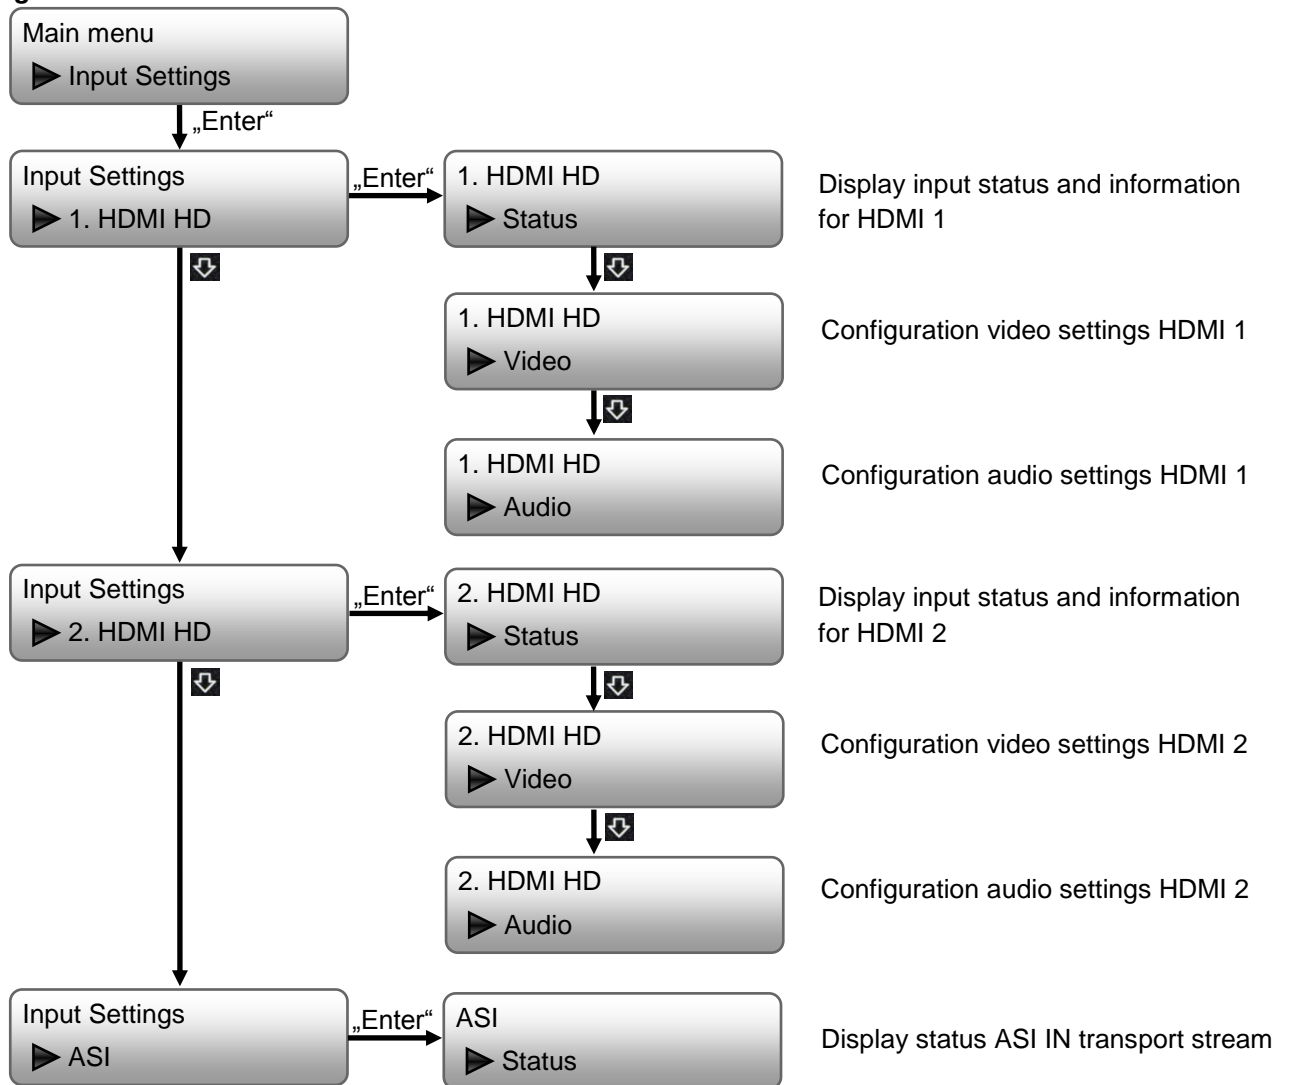 Main menu
Input Settings
„Enter“
Input Settings
1. HDMI HD
„Enter“
1. HDMI HD
Status
Display input status and information
for HDMI 1
1. HDMI HD
Video
Configuration video settings HDMI 1
1. HDMI HD
Audio
Configuration audio settings HDMI 1
Input Settings
2. HDMI HD
„Enter“
2. HDMI HD
Status
Display input status and information
for HDMI 2
2. HDMI HD
Video
Configuration video settings HDMI 2
2. HDMI HD
Audio
Configuration audio settings HDMI 2
Input Settings
ASI
„Enter“
ASI
Status
Display status ASI IN transport stream